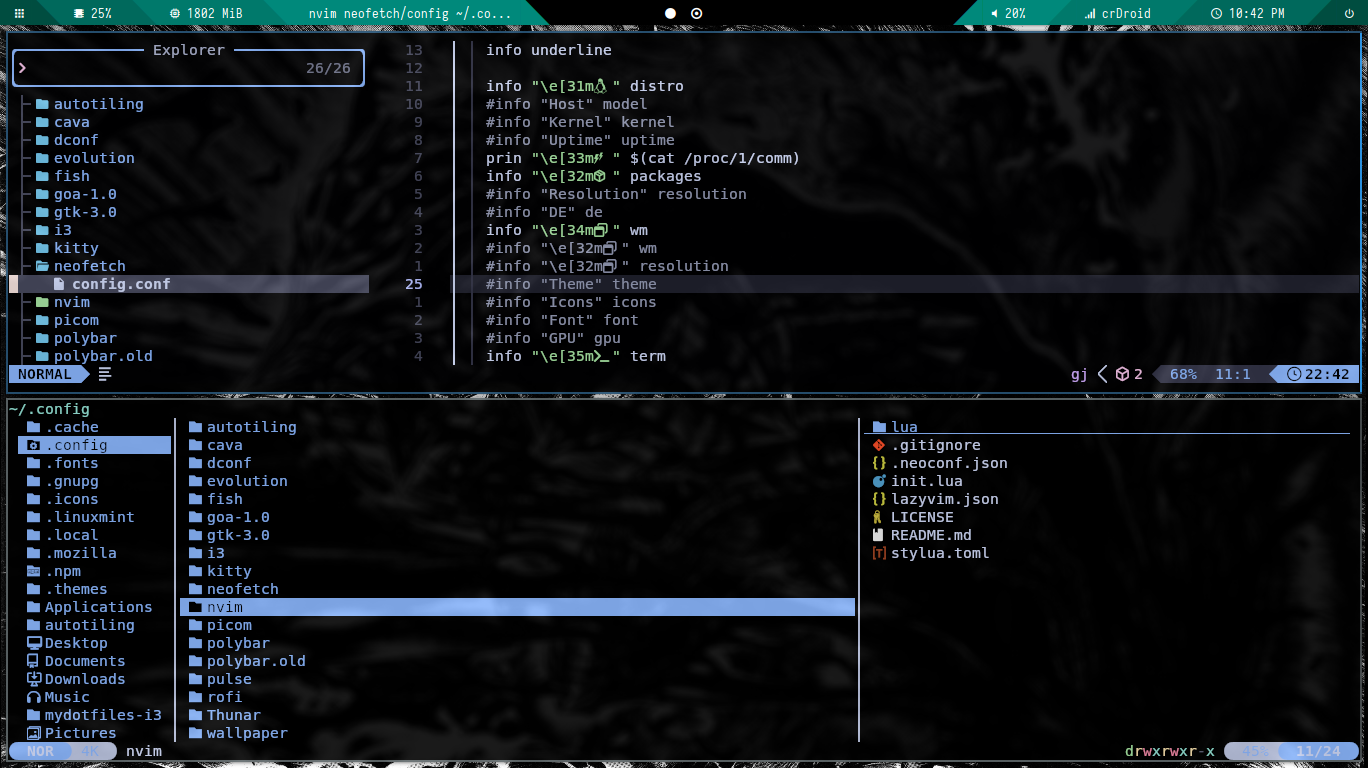 25% 1802 MiB nvim neofetch/config ~/.co... 20% crDroid 10:42 PM
Explorer
26/26
autotiling
cava
dconf
evolution
fish
goa-1.0
gtk-3.0
i3
kitty
neofetch
config.conf
nvim
picom
polybar
polybar.old
13 info underline
12
11 info "\e[31m " distro
10 #info "Host" model
9 #info "Kernel" kernel
8 #info "Uptime" uptime
7 prin "\e[33m " $(cat /proc/1/comm)
6 info "\e[32m " packages
5 #info "Resolution" resolution
4 #info "DE" de
3 info "\e[34m " wm
2 #info "\e[32m " wm
1 #info "\e[32m " resolution
25 #info "Theme" theme
1 #info "Icons" icons
2 #info "Font" font
3 #info "GPU" gpu
4 info "\e[35m " term
NORMAL gj 2 68% 11:1 22:42
~/.config
.cache
.config
.fonts
.gnupg
.icons
.linuxmint
.local
.mozilla
.npm
.themes
Applications
autotiling
Desktop
Documents
Downloads
Music
mydotfiles-i3
Pictures
autotiling
cava
dconf
evolution
fish
goa-1.0
gtk-3.0
i3
kitty
neofetch
nvim
picom
polybar
polybar.old
pulse
rofi
Thunar
wallpaper
lua
.gitignore
.neoconf.json
init.lua
lazyvim.json
LICENSE
README.md
stylua.toml
NOR 4K nvim drwxrwxr-x 45% 11/24